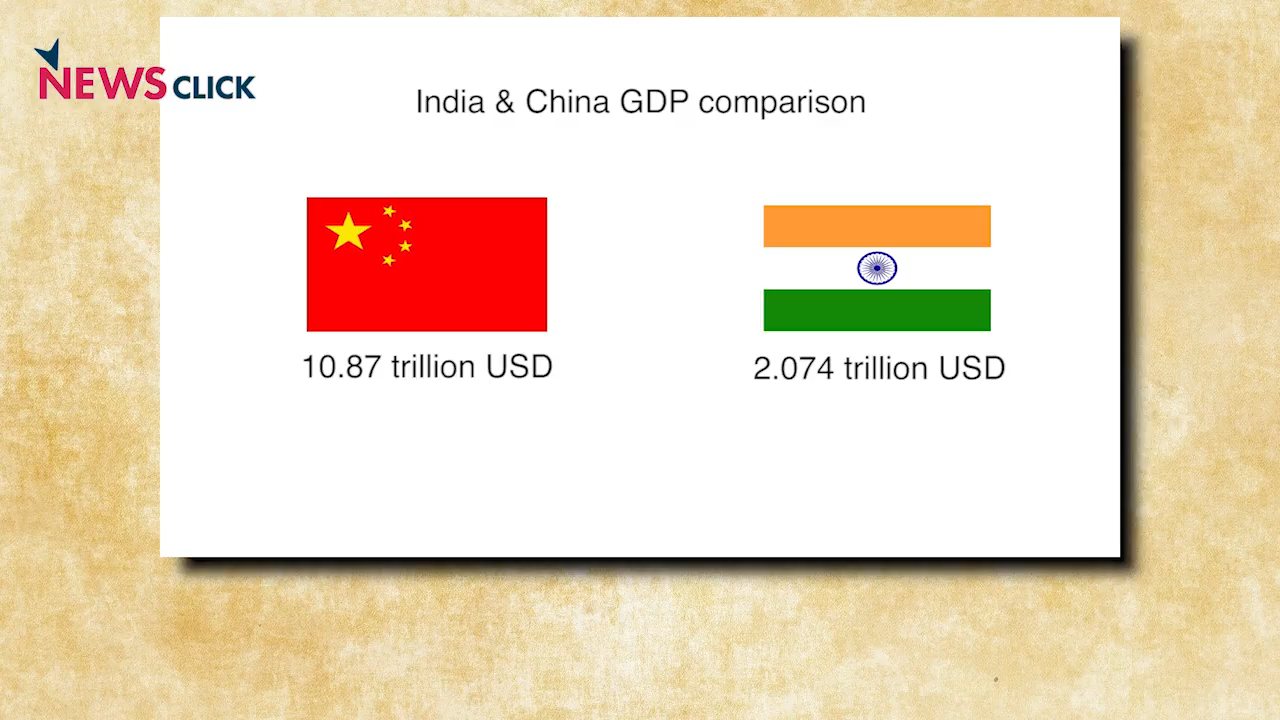 NEWS CLICK
India & China GDP comparison
10.87 trillion USD
2.074 trillion USD